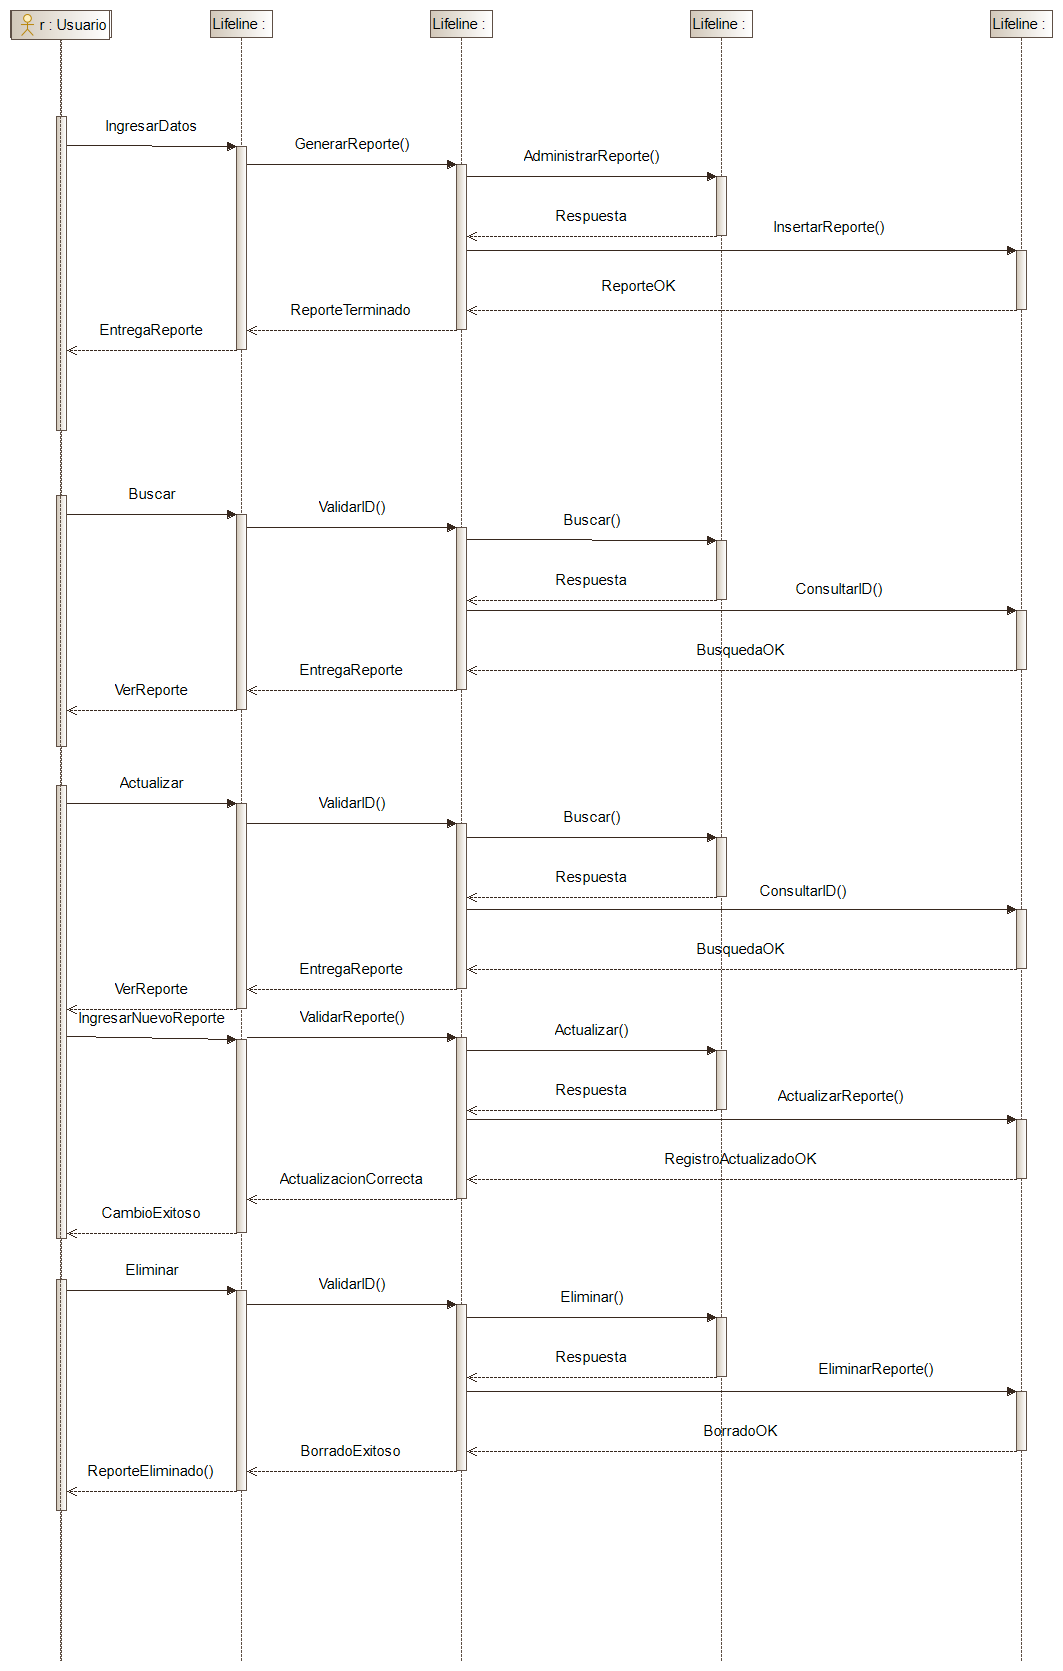 r : Usuario
Lifeline :
Lifeline :
Lifeline :
Lifeline :
IngresarDatos
GenerarReporte()
AdministrarReporte()
Respuesta
InsertarReporte()
ReporteOK
ReporteTerminado
EntregaReporte
Buscar
ValidarID()
Buscar()
Respuesta
ConsultarID()
BusquedaOK
EntregaReporte
VerReporte
Actualizar
ValidarID()
Buscar()
Respuesta
ConsultarID()
BusquedaOK
EntregaReporte
VerReporte
IngresarNuevoReporte
ValidarReporte()
Actualizar()
Respuesta
ActualizarReporte()
RegistroActualizadoOK
ActualizacionCorrecta
CambioExitoso
Eliminar
ValidarID()
Eliminar()
Respuesta
EliminarReporte()
BorradoOK
BorradoExitoso
ReporteEliminado()